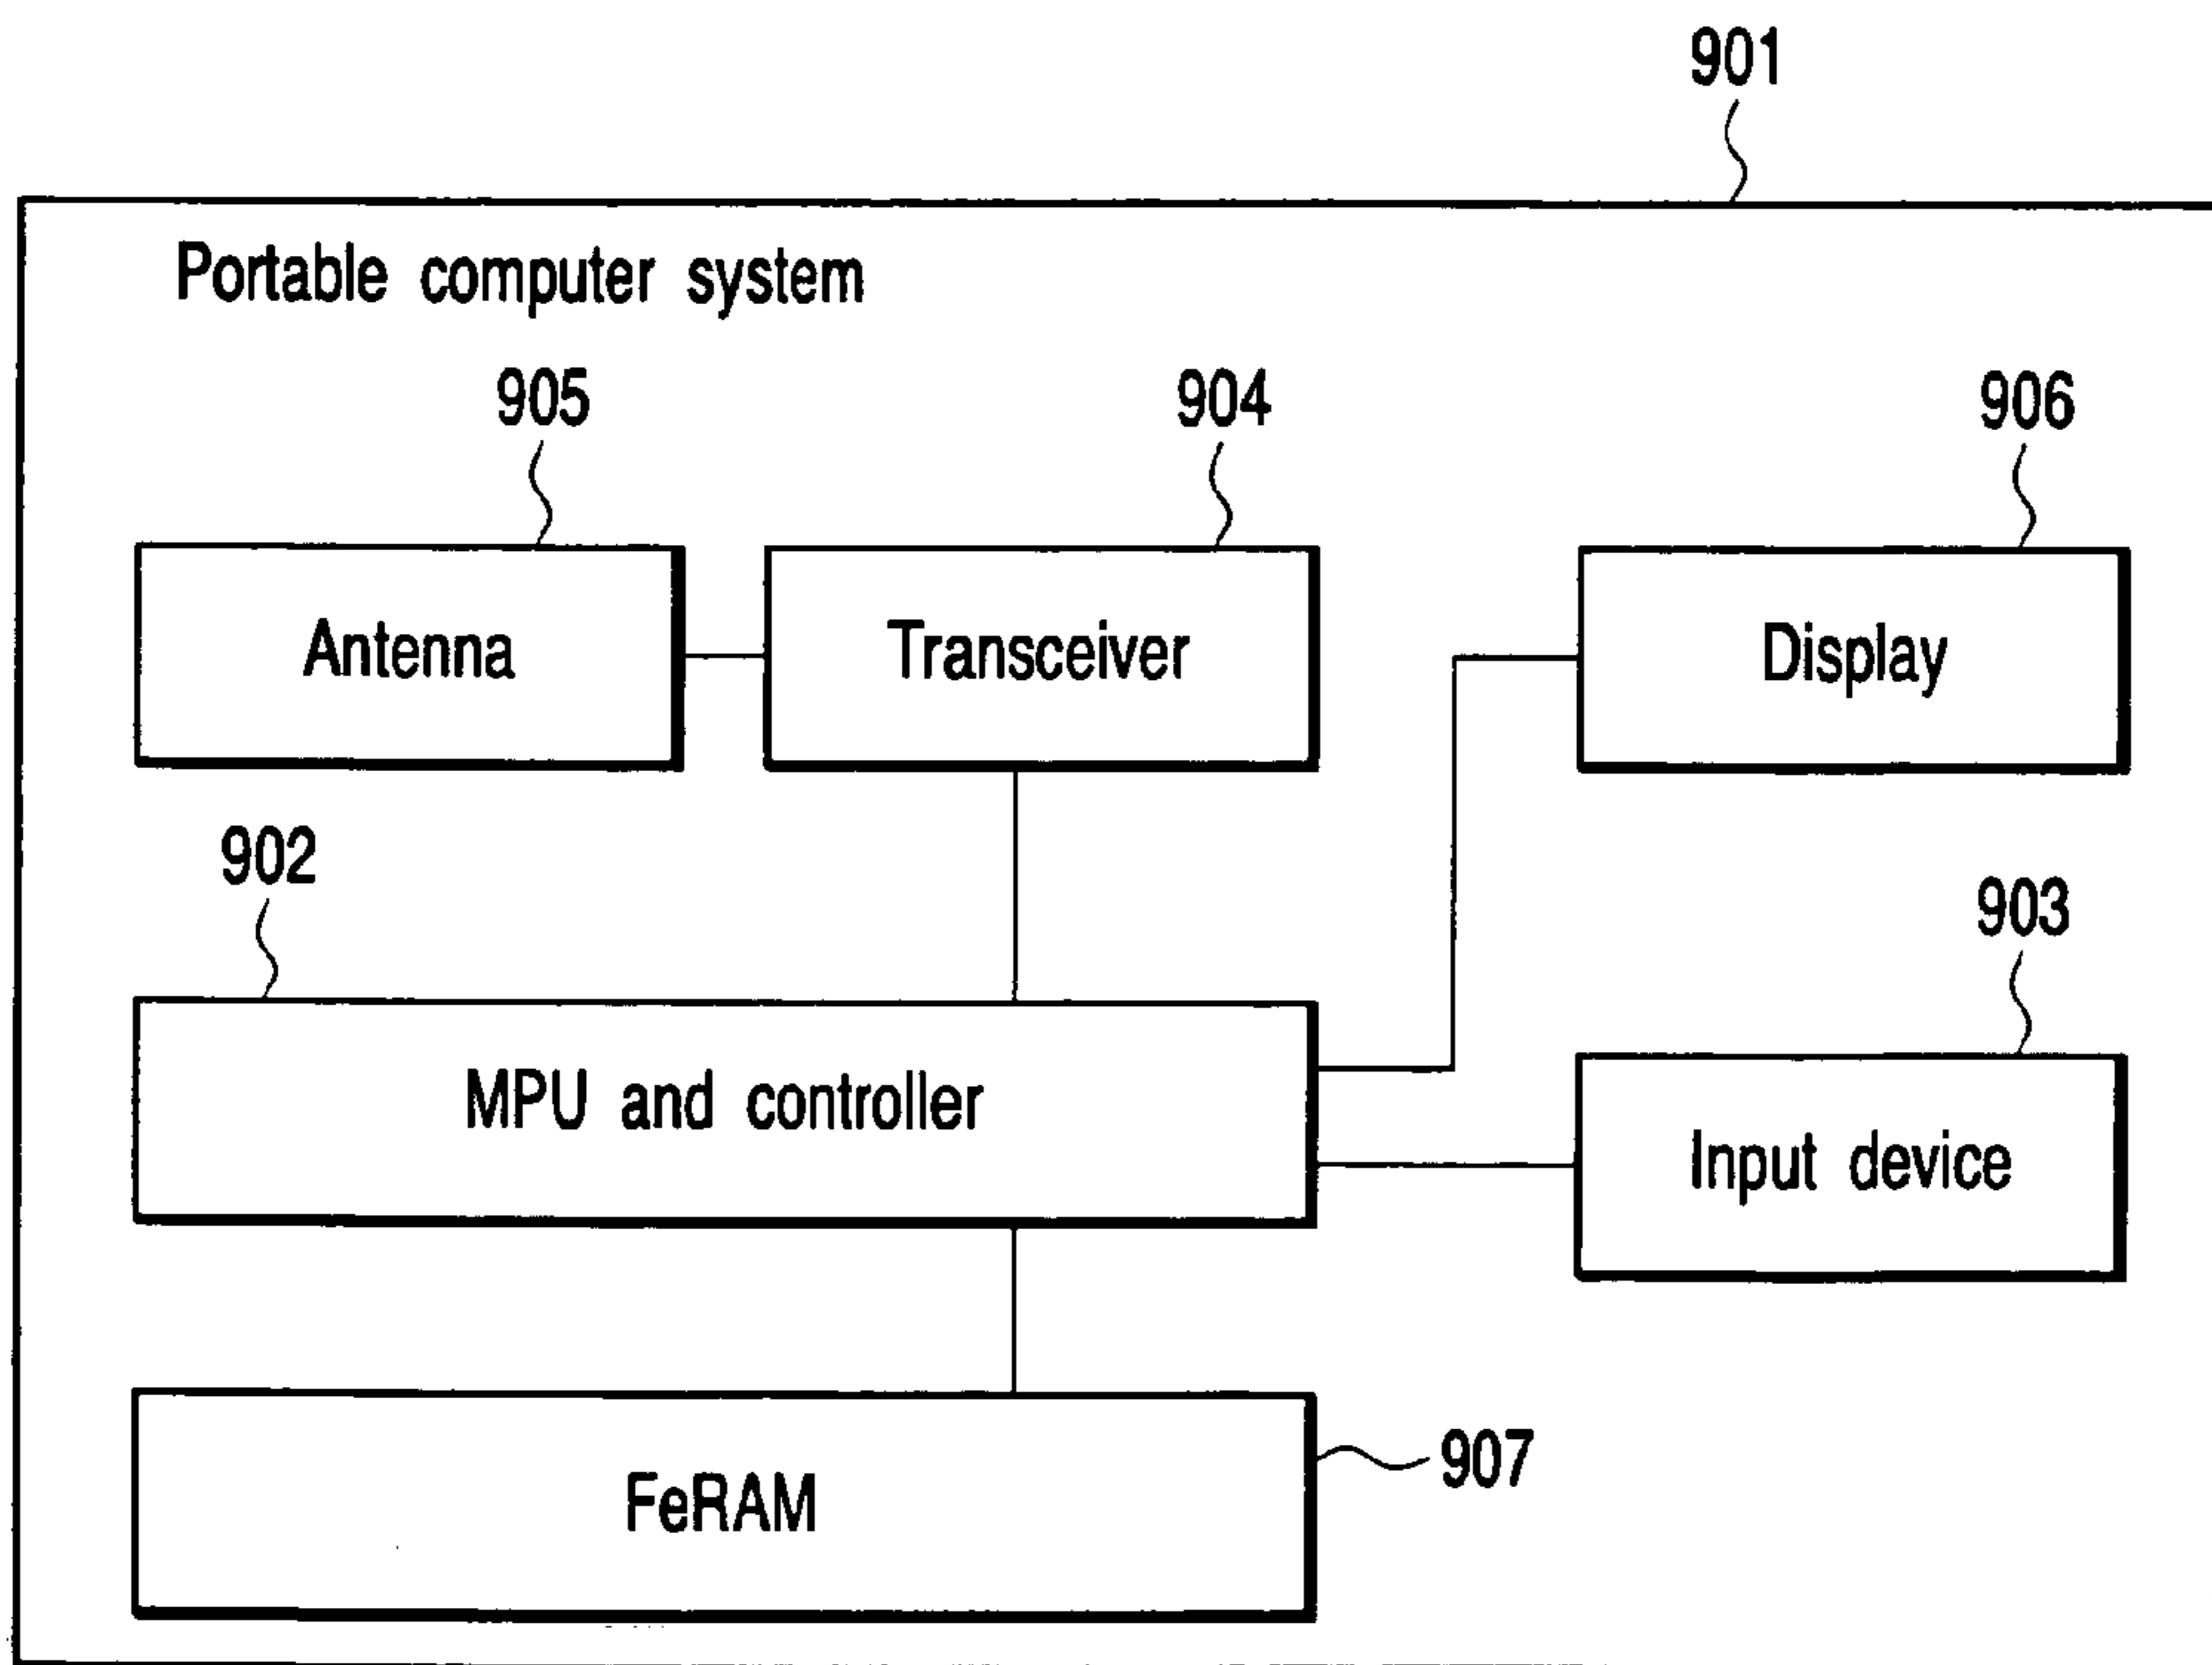 901
Portable computer system
905
904
906
Antenna
Transceiver
Display
902
903
MPU and controller
Input device
907
FeRAM